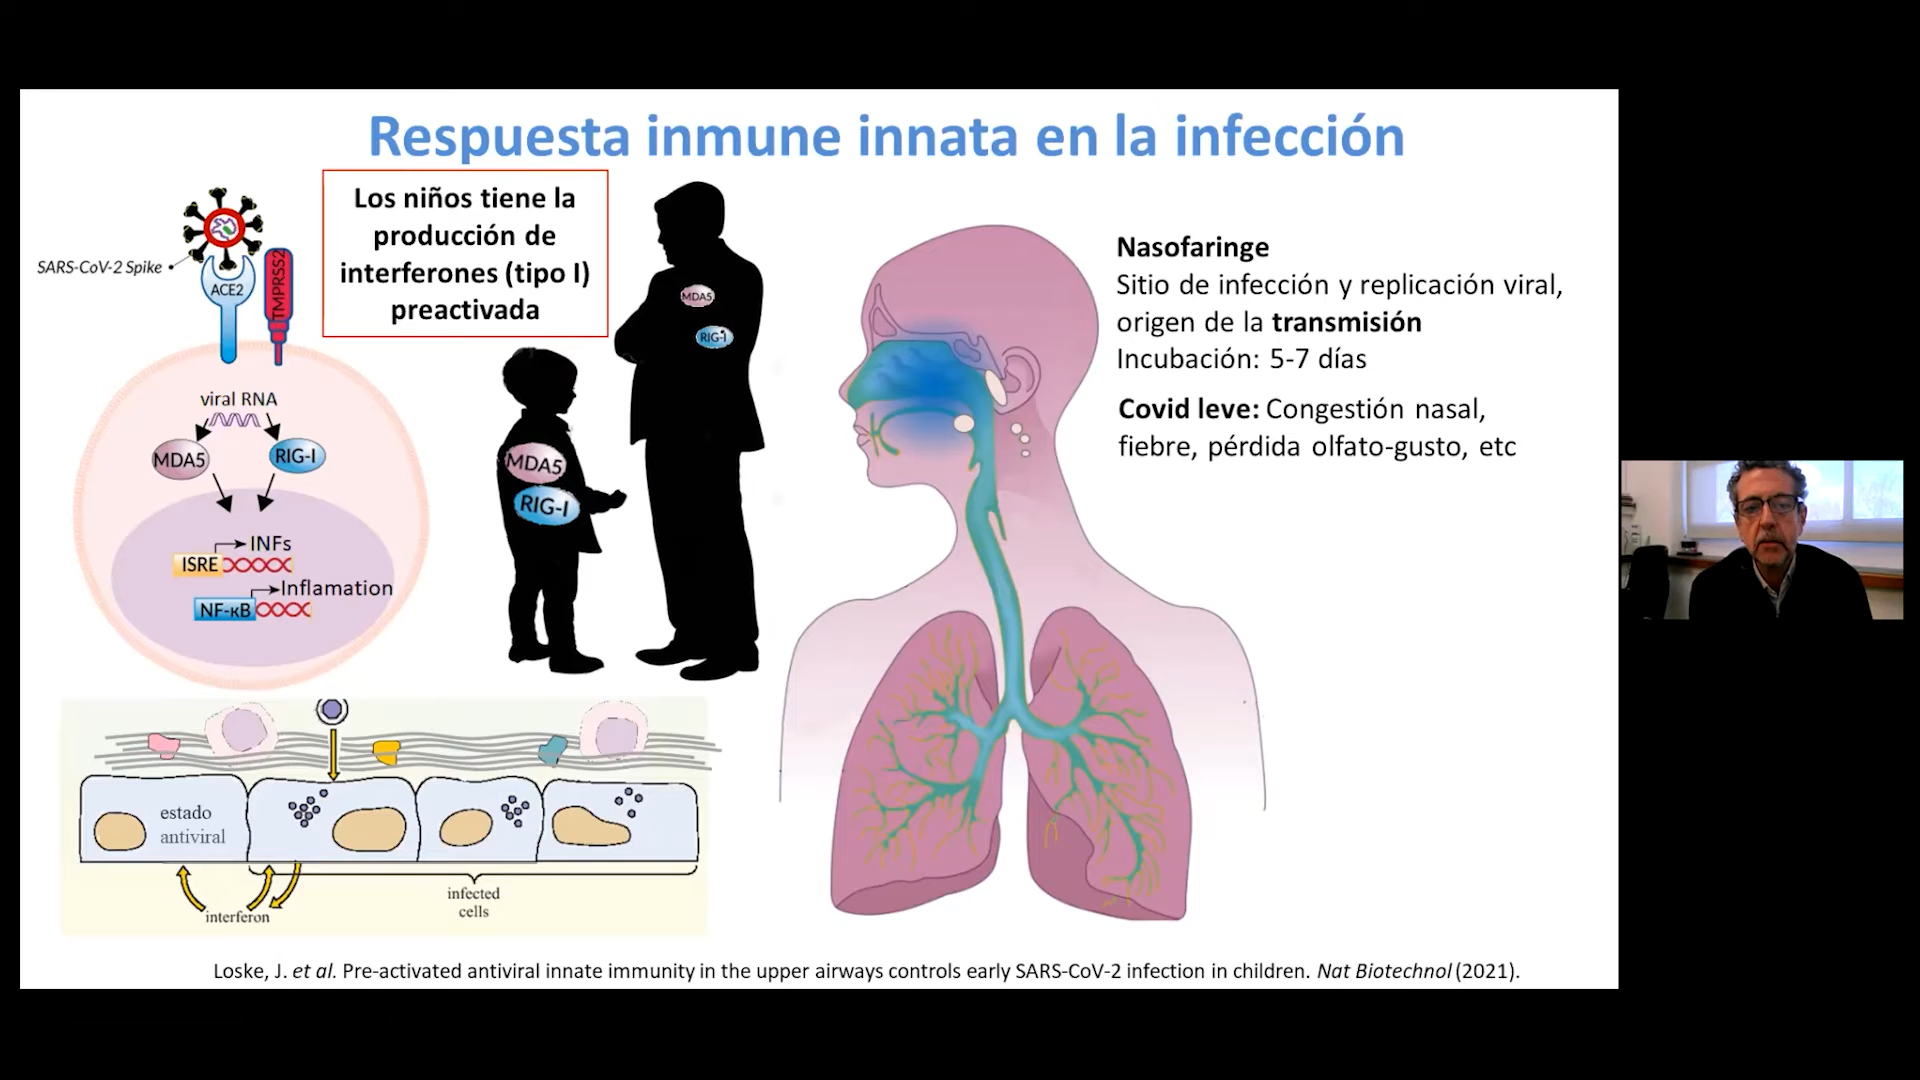 Respuesta inmune innata en la infección
Los niños tiene la
producción de
interferones (tipo I)
preactivada
SARS-CoV-2 Spike
ACE2
TMPRSS2
viral RNA
MDA5
RIG-I
INFs
ISRE
Inflamation
NF-κB
MDA5
RIG-I
MDA5
RIG-I
Nasofaringe
Sitio de infección y replicación viral,
origen de la transmisión
Incubación: 5-7 días
Covid leve: Congestión nasal,
fiebre, pérdida olfato-gusto, etc
estado
antiviral
interferon
infected
cells
Loske, J. et al. Pre-activated antiviral innate immunity in the upper airways controls early SARS-CoV-2 infection in children. Nat Biotechnol (2021).